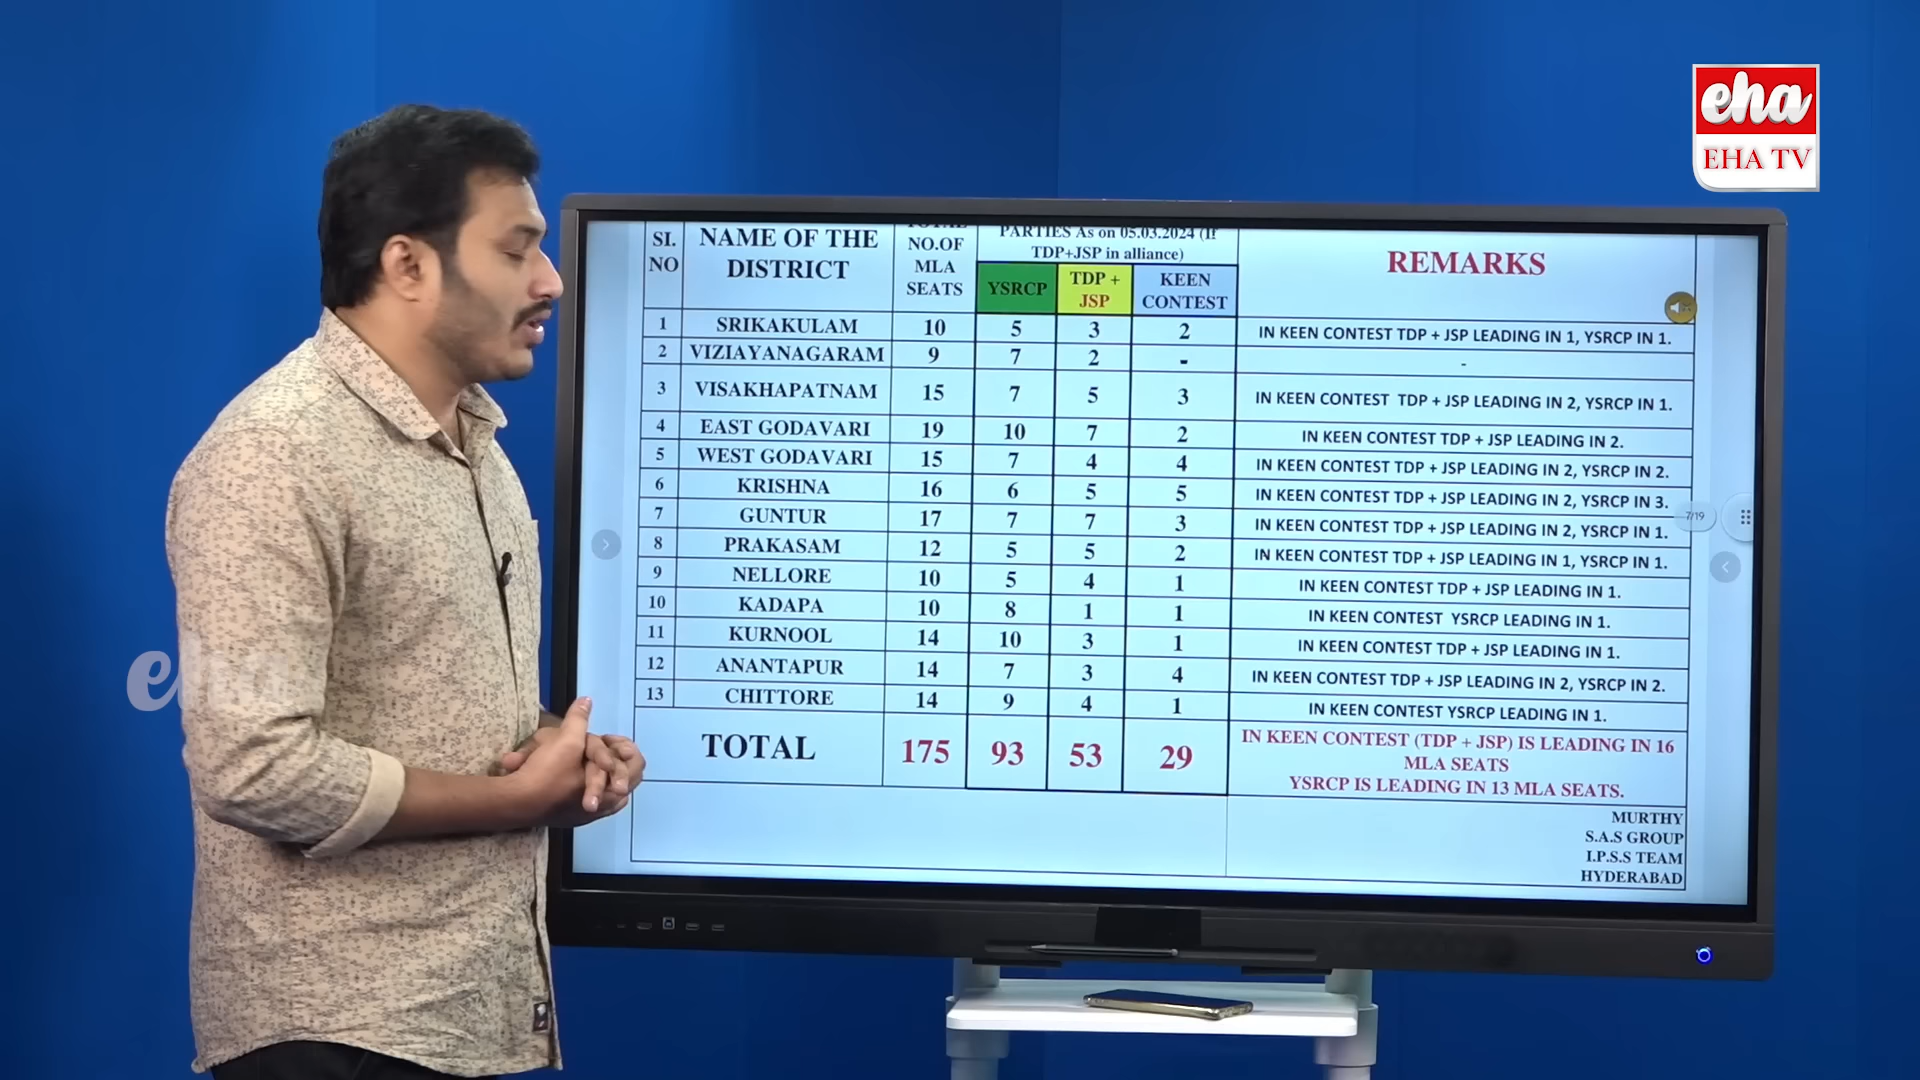 eha
EHA TV
SI. NO
NAME OF THE DISTRICT
TOTAL NO.OF MLA SEATS
PARTIES As on 05.03.2024 (If TDP+JSP in alliance)
YSRCP
TDP + JSP
KEEN CONTEST
REMARKS
1 SRIKAKULAM 10 5 3 2 IN KEEN CONTEST TDP + JSP LEADING IN 1, YSRCP IN 1.
2 VIZIAYANAGARAM 9 7 2 - -
3 VISAKHAPATNAM 15 7 5 3 IN KEEN CONTEST TDP + JSP LEADING IN 2, YSRCP IN 1.
4 EAST GODAVARI 19 10 7 2 IN KEEN CONTEST TDP + JSP LEADING IN 2.
5 WEST GODAVARI 15 7 4 4 IN KEEN CONTEST TDP + JSP LEADING IN 2, YSRCP IN 2.
6 KRISHNA 16 6 5 5 IN KEEN CONTEST TDP + JSP LEADING IN 2, YSRCP IN 3.
7 GUNTUR 17 7 7 3 IN KEEN CONTEST TDP + JSP LEADING IN 2, YSRCP IN 1.
8 PRAKASAM 12 5 5 2 IN KEEN CONTEST TDP + JSP LEADING IN 1, YSRCP IN 1.
9 NELLORE 10 5 4 1 IN KEEN CONTEST TDP + JSP LEADING IN 1.
10 KADAPA 10 8 1 1 IN KEEN CONTEST YSRCP LEADING IN 1.
11 KURNOOL 14 10 3 1 IN KEEN CONTEST TDP + JSP LEADING IN 1.
12 ANANTAPUR 14 7 3 4 IN KEEN CONTEST TDP + JSP LEADING IN 2, YSRCP IN 2.
13 CHITTORE 14 9 4 1 IN KEEN CONTEST YSRCP LEADING IN 1.
TOTAL 175 93 53 29 IN KEEN CONTEST (TDP + JSP) IS LEADING IN 16
MLA SEATS
YSRCP IS LEADING IN 13 MLA SEATS.
MURTHY
S.A.S GROUP
I.P.S.S TEAM
HYDERABAD
7/19
eha